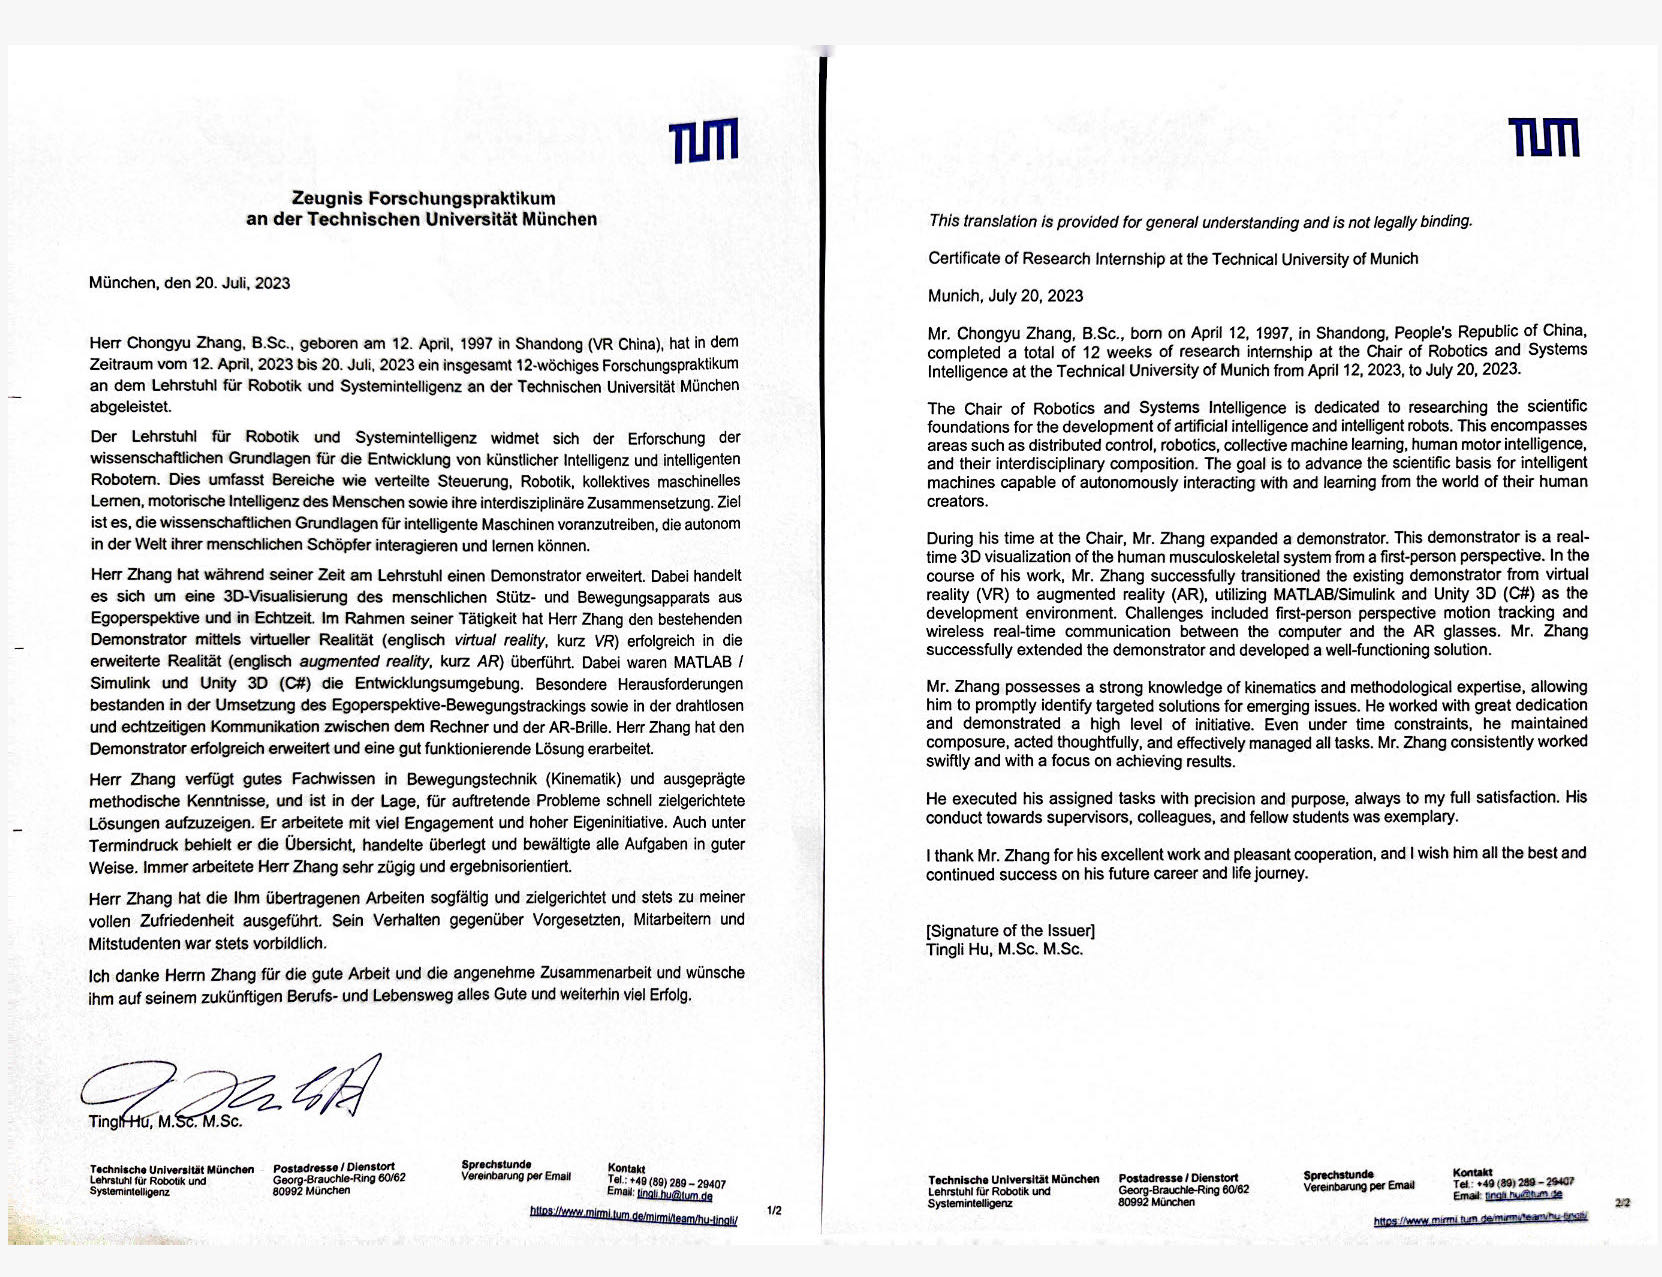 TUM
Zeugnis Forschungspraktikum
an der Technischen Universität München
München, den 20. Juli, 2023
Herr Chongyu Zhang, B.Sc., geboren am 12. April, 1997 in Shandong (VR China), hat in dem
Zeitraum vom 12. April, 2023 bis 20. Juli, 2023 ein insgesamt 12-wöchiges Forschungspraktikum
an dem Lehrstuhl für Robotik und Systemintelligenz an der Technischen Universität München
abgeleistet.
Der Lehrstuhl für Robotik und Systemintelligenz widmet sich der Erforschung der
wissenschaftlichen Grundlagen für die Entwicklung von künstlicher Intelligenz und intelligenten
Robotern. Dies umfasst Bereiche wie verteilte Steuerung, Robotik, kollektives maschinelles
Lernen, motorische Intelligenz des Menschen sowie ihre interdisziplinäre Zusammensetzung. Ziel
ist es, die wissenschaftlichen Grundlagen für intelligente Maschinen voranzutreiben, die autonom
in der Welt ihrer menschlichen Schöpfer interagieren und lernen können.
Herr Zhang hat während seiner Zeit am Lehrstuhl einen Demonstrator erweitert. Dabei handelt
es sich um eine 3D-Visualisierung des menschlichen Stütz- und Bewegungsapparats aus
Egoperspektive und in Echtzeit. Im Rahmen seiner Tätigkeit hat Herr Zhang den bestehenden
Demonstrator mittels virtueller Realität (englisch virtual reality, kurz VR) erfolgreich in die
erweiterte Realität (englisch augmented reality, kurz AR) überführt. Dabei waren MATLAB /
Simulink und Unity 3D (C#) die Entwicklungsumgebung. Besondere Herausforderungen
bestanden in der Umsetzung des Egoperspektive-Bewegungstrackings sowie in der drahtlosen
und echtzeitigen Kommunikation zwischen dem Rechner und der AR-Brille. Herr Zhang hat den
Demonstrator erfolgreich erweitert und eine gut funktionierende Lösung erarbeitet.
Herr Zhang verfügt gutes Fachwissen in Bewegungstechnik (Kinematik) und ausgeprägte
methodische Kenntnisse, und ist in der Lage, für auftretende Probleme schnell zielgerichtete
Lösungen aufzuzeigen. Er arbeitete mit viel Engagement und hoher Eigeninitiative. Auch unter
Termindruck behielt er die Übersicht, handelte überlegt und bewältigte alle Aufgaben in guter
Weise. Immer arbeitete Herr Zhang sehr zügig und ergebnisorientiert.
Herr Zhang hat die Ihm übertragenen Arbeiten sogfältig und zielgerichtet und stets zu meiner
vollen Zufriedenheit ausgeführt. Sein Verhalten gegenüber Vorgesetzten, Mitarbeitern und
Mitstudenten war stets vorbildlich.
Ich danke Herrn Zhang für die gute Arbeit und die angenehme Zusammenarbeit und wünsche
ihm auf seinem zukünftigen Berufs- und Lebensweg alles Gute und weiterhin viel Erfolg.
Tingli Hu, M.Sc. M.Sc.
Technische Universität München
Lehrstuhl für Robotik und
Systemintelligenz
Postadresse / Dienstort
Georg-Brauchle-Ring 60/62
80992 München
Sprechstunde
Vereinbarung per Email
Kontakt
Tel.: +49 (89) 289 – 29407
Email: tingli.hu@tum.de
https://www.mirmi.tum.de/mirmi/team/hu-tingli/
1/2
TUM
This translation is provided for general understanding and is not legally binding.
Certificate of Research Internship at the Technical University of Munich
Munich, July 20, 2023
Mr. Chongyu Zhang, B.Sc., born on April 12, 1997, in Shandong, People's Republic of China,
completed a total of 12 weeks of research internship at the Chair of Robotics and Systems
Intelligence at the Technical University of Munich from April 12, 2023, to July 20, 2023.
The Chair of Robotics and Systems Intelligence is dedicated to researching the scientific
foundations for the development of artificial intelligence and intelligent robots. This encompasses
areas such as distributed control, robotics, collective machine learning, human motor intelligence,
and their interdisciplinary composition. The goal is to advance the scientific basis for intelligent
machines capable of autonomously interacting with and learning from the world of their human
creators.
During his time at the Chair, Mr. Zhang expanded a demonstrator. This demonstrator is a real-
time 3D visualization of the human musculoskeletal system from a first-person perspective. In the
course of his work, Mr. Zhang successfully transitioned the existing demonstrator from virtual
reality (VR) to augmented reality (AR), utilizing MATLAB/Simulink and Unity 3D (C#) as the
development environment. Challenges included first-person perspective motion tracking and
wireless real-time communication between the computer and the AR glasses. Mr. Zhang
successfully extended the demonstrator and developed a well-functioning solution.
Mr. Zhang possesses a strong knowledge of kinematics and methodological expertise, allowing
him to promptly identify targeted solutions for emerging issues. He worked with great dedication
and demonstrated a high level of initiative. Even under time constraints, he maintained
composure, acted thoughtfully, and effectively managed all tasks. Mr. Zhang consistently worked
swiftly and with a focus on achieving results.
He executed his assigned tasks with precision and purpose, always to my full satisfaction. His
conduct towards supervisors, colleagues, and fellow students was exemplary.
I thank Mr. Zhang for his excellent work and pleasant cooperation, and I wish him all the best and
continued success on his future career and life journey.
[Signature of the Issuer]
Tingli Hu, M.Sc. M.Sc.
Technische Universität München
Lehrstuhl für Robotik und
Systemintelligenz
Postadresse / Dienstort
Georg-Brauchle-Ring 60/62
80992 München
Sprechstunde
Vereinbarung per Email
Kontakt
Tel.: +49 (89) 289 – 29407
Email: tingli.hu@tum.de
https://www.mirmi.tum.de/mirmi/team/hu-tingli/
2/2